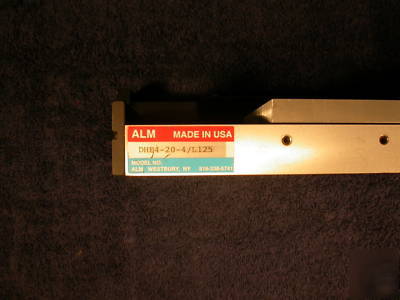 ALM MADE IN USA
DHB4-20-4/L125
MODEL NO.
ALM WESTBURY, NY